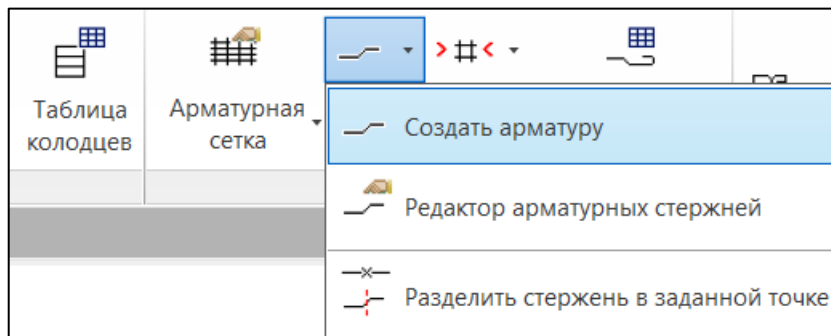 Таблица
колодцев
Арматурная
сетка
Создать арматуру
Редактор арматурных стержней
Разделить стержень в заданной точке